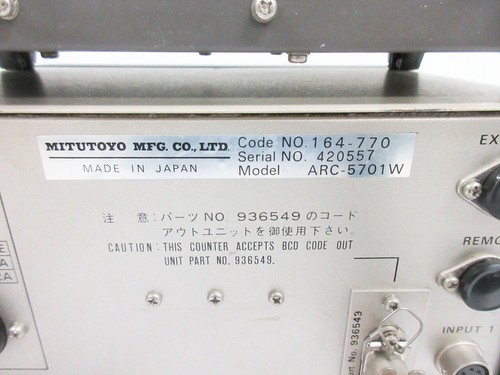 MITUTOYO MFG. CO., LTD.
MADE IN JAPAN
Code NO. 164-770
Serial NO. 420557
Model ARC-5701W
注 意:パーツ NO. 936549 のコード
アウトユニットを御使用下さい。
CAUTION: THIS COUNTER ACCEPTS BCD CODE OUT
UNIT PART NO. 936549.
EX
REMO
INPUT 1
No. 936549
E
A
2A